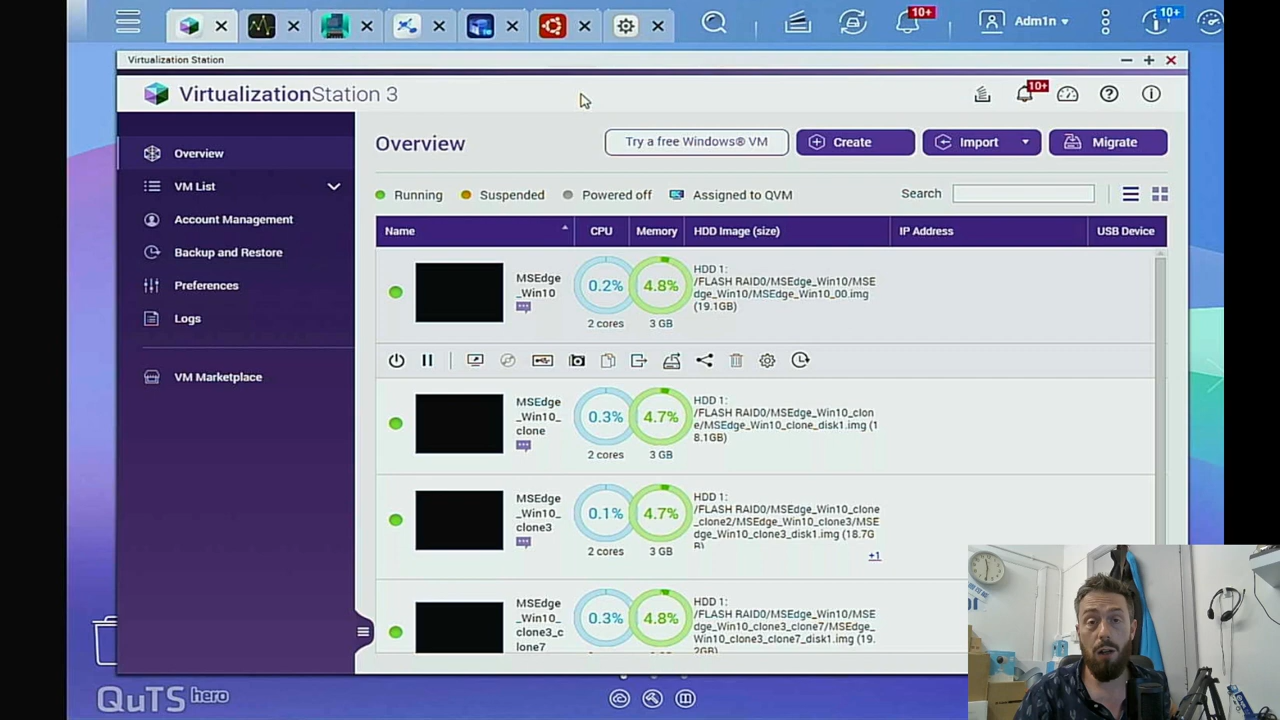 10+
Adm1n
10+
Virtualization Station
VirtualizationStation 3
10+
Overview
VM List
Account Management
Backup and Restore
Preferences
Logs
VM Marketplace
Overview
Try a free Windows® VM
Create
Import
Migrate
Running
Suspended
Powered off
Assigned to QVM
Search
Name
CPU
Memory
HDD Image (size)
IP Address
USB Device
MSEdge
_Win10
0.2%
2 cores
4.8%
3 GB
HDD 1:
/FLASH RAID0/MSEdge_Win10/MSE
dge_Win10/MSEdge_Win10_00.img
(19.1GB)
MSEdge
_Win10_
clone
0.3%
2 cores
4.7%
3 GB
HDD 1:
/FLASH RAID0/MSEdge_Win10_clon
e/MSEdge_Win10_clone_disk1.img (1
8.1GB)
MSEdge
_Win10_
clone3
0.1%
2 cores
4.7%
3 GB
HDD 1:
/FLASH RAID0/MSEdge_Win10_clone
_clone2/MSEdge_Win10_clone3/MSE
dge_Win10_clone3_disk1.img (18.7G
B)
+1
MSEdge
_Win10_
clone3_c
lone7
0.3%
4.8%
HDD 1:
/FLASH RAID0/MSEdge_Win10/MSE
dge_Win10_clone3_clone7/MSEdge_
Win10_clone3_clone7_disk1.img (19.
2GB)
QuTS hero